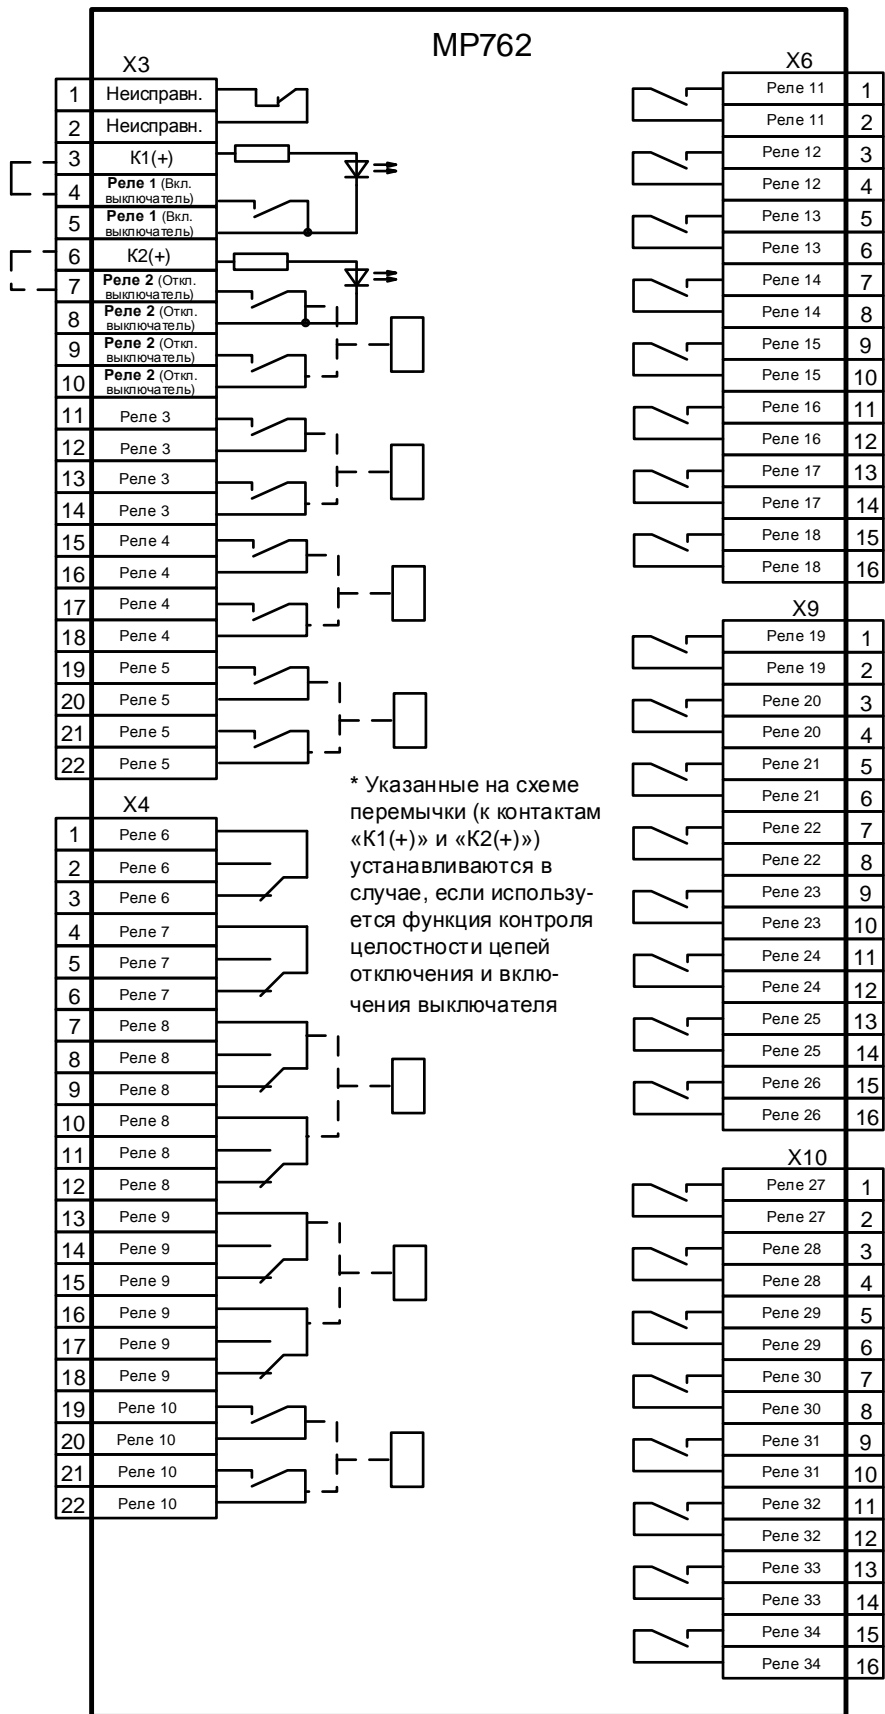 МР762
X3
1 Неисправн.
2 Неисправн.
3 К1(+)
4 Реле 1 (Вкл.
выключатель)
5 Реле 1 (Вкл.
выключатель)
6 К2(+)
7 Реле 2 (Откл.
выключатель)
8 Реле 2 (Откл.
выключатель)
9 Реле 2 (Откл.
выключатель)
10 Реле 2 (Откл.
выключатель)
11 Реле 3
12 Реле 3
13 Реле 3
14 Реле 3
15 Реле 4
16 Реле 4
17 Реле 4
18 Реле 4
19 Реле 5
20 Реле 5
21 Реле 5
22 Реле 5
X4
1 Реле 6
2 Реле 6
3 Реле 6
4 Реле 7
5 Реле 7
6 Реле 7
7 Реле 8
8 Реле 8
9 Реле 8
10 Реле 8
11 Реле 8
12 Реле 8
13 Реле 9
14 Реле 9
15 Реле 9
16 Реле 9
17 Реле 9
18 Реле 9
19 Реле 10
20 Реле 10
21 Реле 10
22 Реле 10
* Указанные на схеме
перемычки (к контактам
«К1(+)» и «К2(+)»)
устанавливаются в
случае, если использу-
ется функция контроля
целостности цепей
отключения и вклю-
чения выключателя
X6
Реле 11 1
Реле 11 2
Реле 12 3
Реле 12 4
Реле 13 5
Реле 13 6
Реле 14 7
Реле 14 8
Реле 15 9
Реле 15 10
Реле 16 11
Реле 16 12
Реле 17 13
Реле 17 14
Реле 18 15
Реле 18 16
X9
Реле 19 1
Реле 19 2
Реле 20 3
Реле 20 4
Реле 21 5
Реле 21 6
Реле 22 7
Реле 22 8
Реле 23 9
Реле 23 10
Реле 24 11
Реле 24 12
Реле 25 13
Реле 25 14
Реле 26 15
Реле 26 16
X10
Реле 27 1
Реле 27 2
Реле 28 3
Реле 28 4
Реле 29 5
Реле 29 6
Реле 30 7
Реле 30 8
Реле 31 9
Реле 31 10
Реле 32 11
Реле 32 12
Реле 33 13
Реле 33 14
Реле 34 15
Реле 34 16